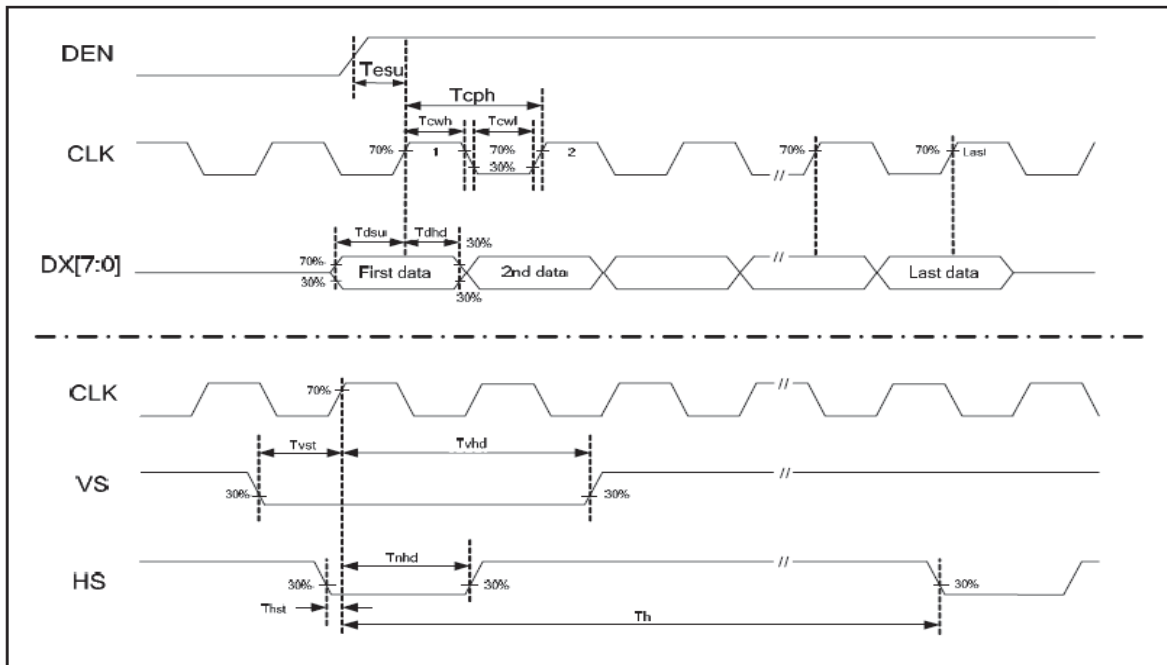 DEN
Tesu
Tcph
Tcwh
Tcwl
CLK
70%
1
70%
30%
2
70%
70%
Last
//
Tdsu
Tdhd
30%
DX[7:0]
70%
30%
First data
30%
2nd data
//
Last data
CLK
70%
//
Tvst
Tvhd
VS
30%
30%
//
Tnhd
HS
30%
30%
//
30%
Thst
Th